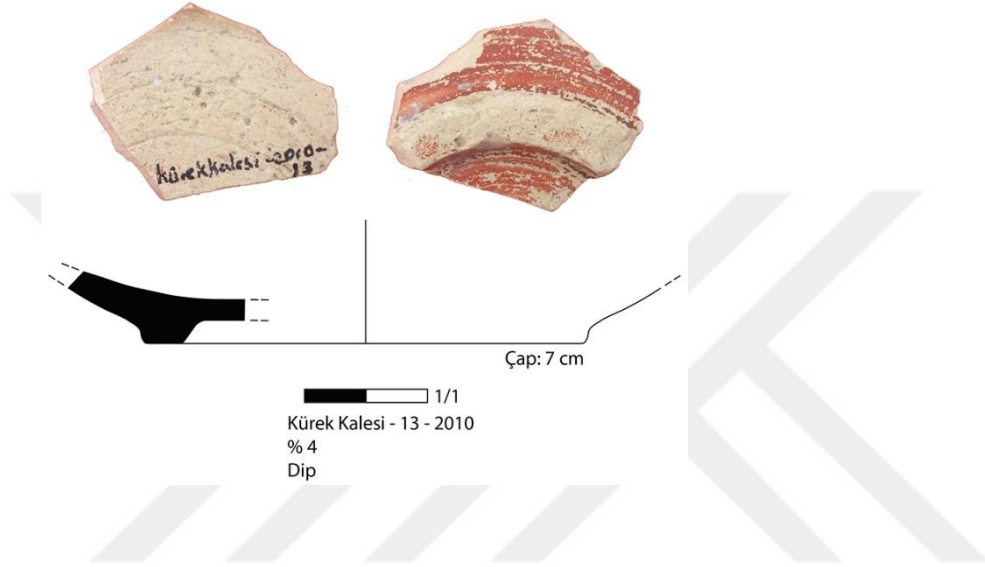 kürekkalesi -2010-
13
Çap: 7 cm
1/1
Kürek Kalesi - 13 - 2010
% 4
Dip